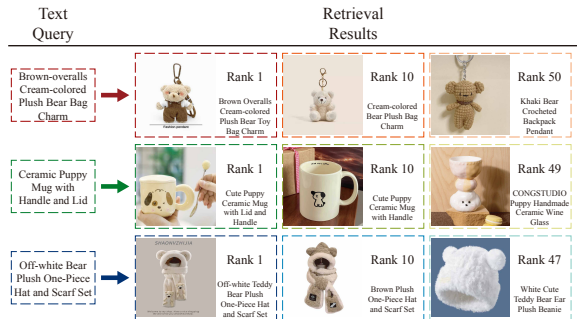 Text
Query
Retrieval
Results
Brown-overalls
Cream-colored
Plush Bear Bag
Charm
Fashion pendant
Rank 1
Brown Overalls
Cream-colored
Plush Bear Toy
Bag Charm
Rank 10
Cream-colored
Bear Plush Bag
Charm
Rank 50
Khaki Bear
Crocheted
Backpack
Pendant
Ceramic Puppy
Mug with
Handle and Lid
Rank 1
Cute Puppy
Ceramic Mug
with Lid and
Handle
Rank 10
Cute Puppy
Ceramic Mug
with Handle
Rank 49
CONGSTUDIO
Puppy Handmade
Ceramic Wine
Glass
Off-white Bear
Plush One-Piece
Hat and Scarf Set
Rank 1
Off-white Teddy
Bear Plush
One-Piece Hat
and Scarf Set
Rank 10
Brown Plush
One-Piece Hat
and Scarf Set
Rank 47
White Cute
Teddy Bear Ear
Plush Beanie